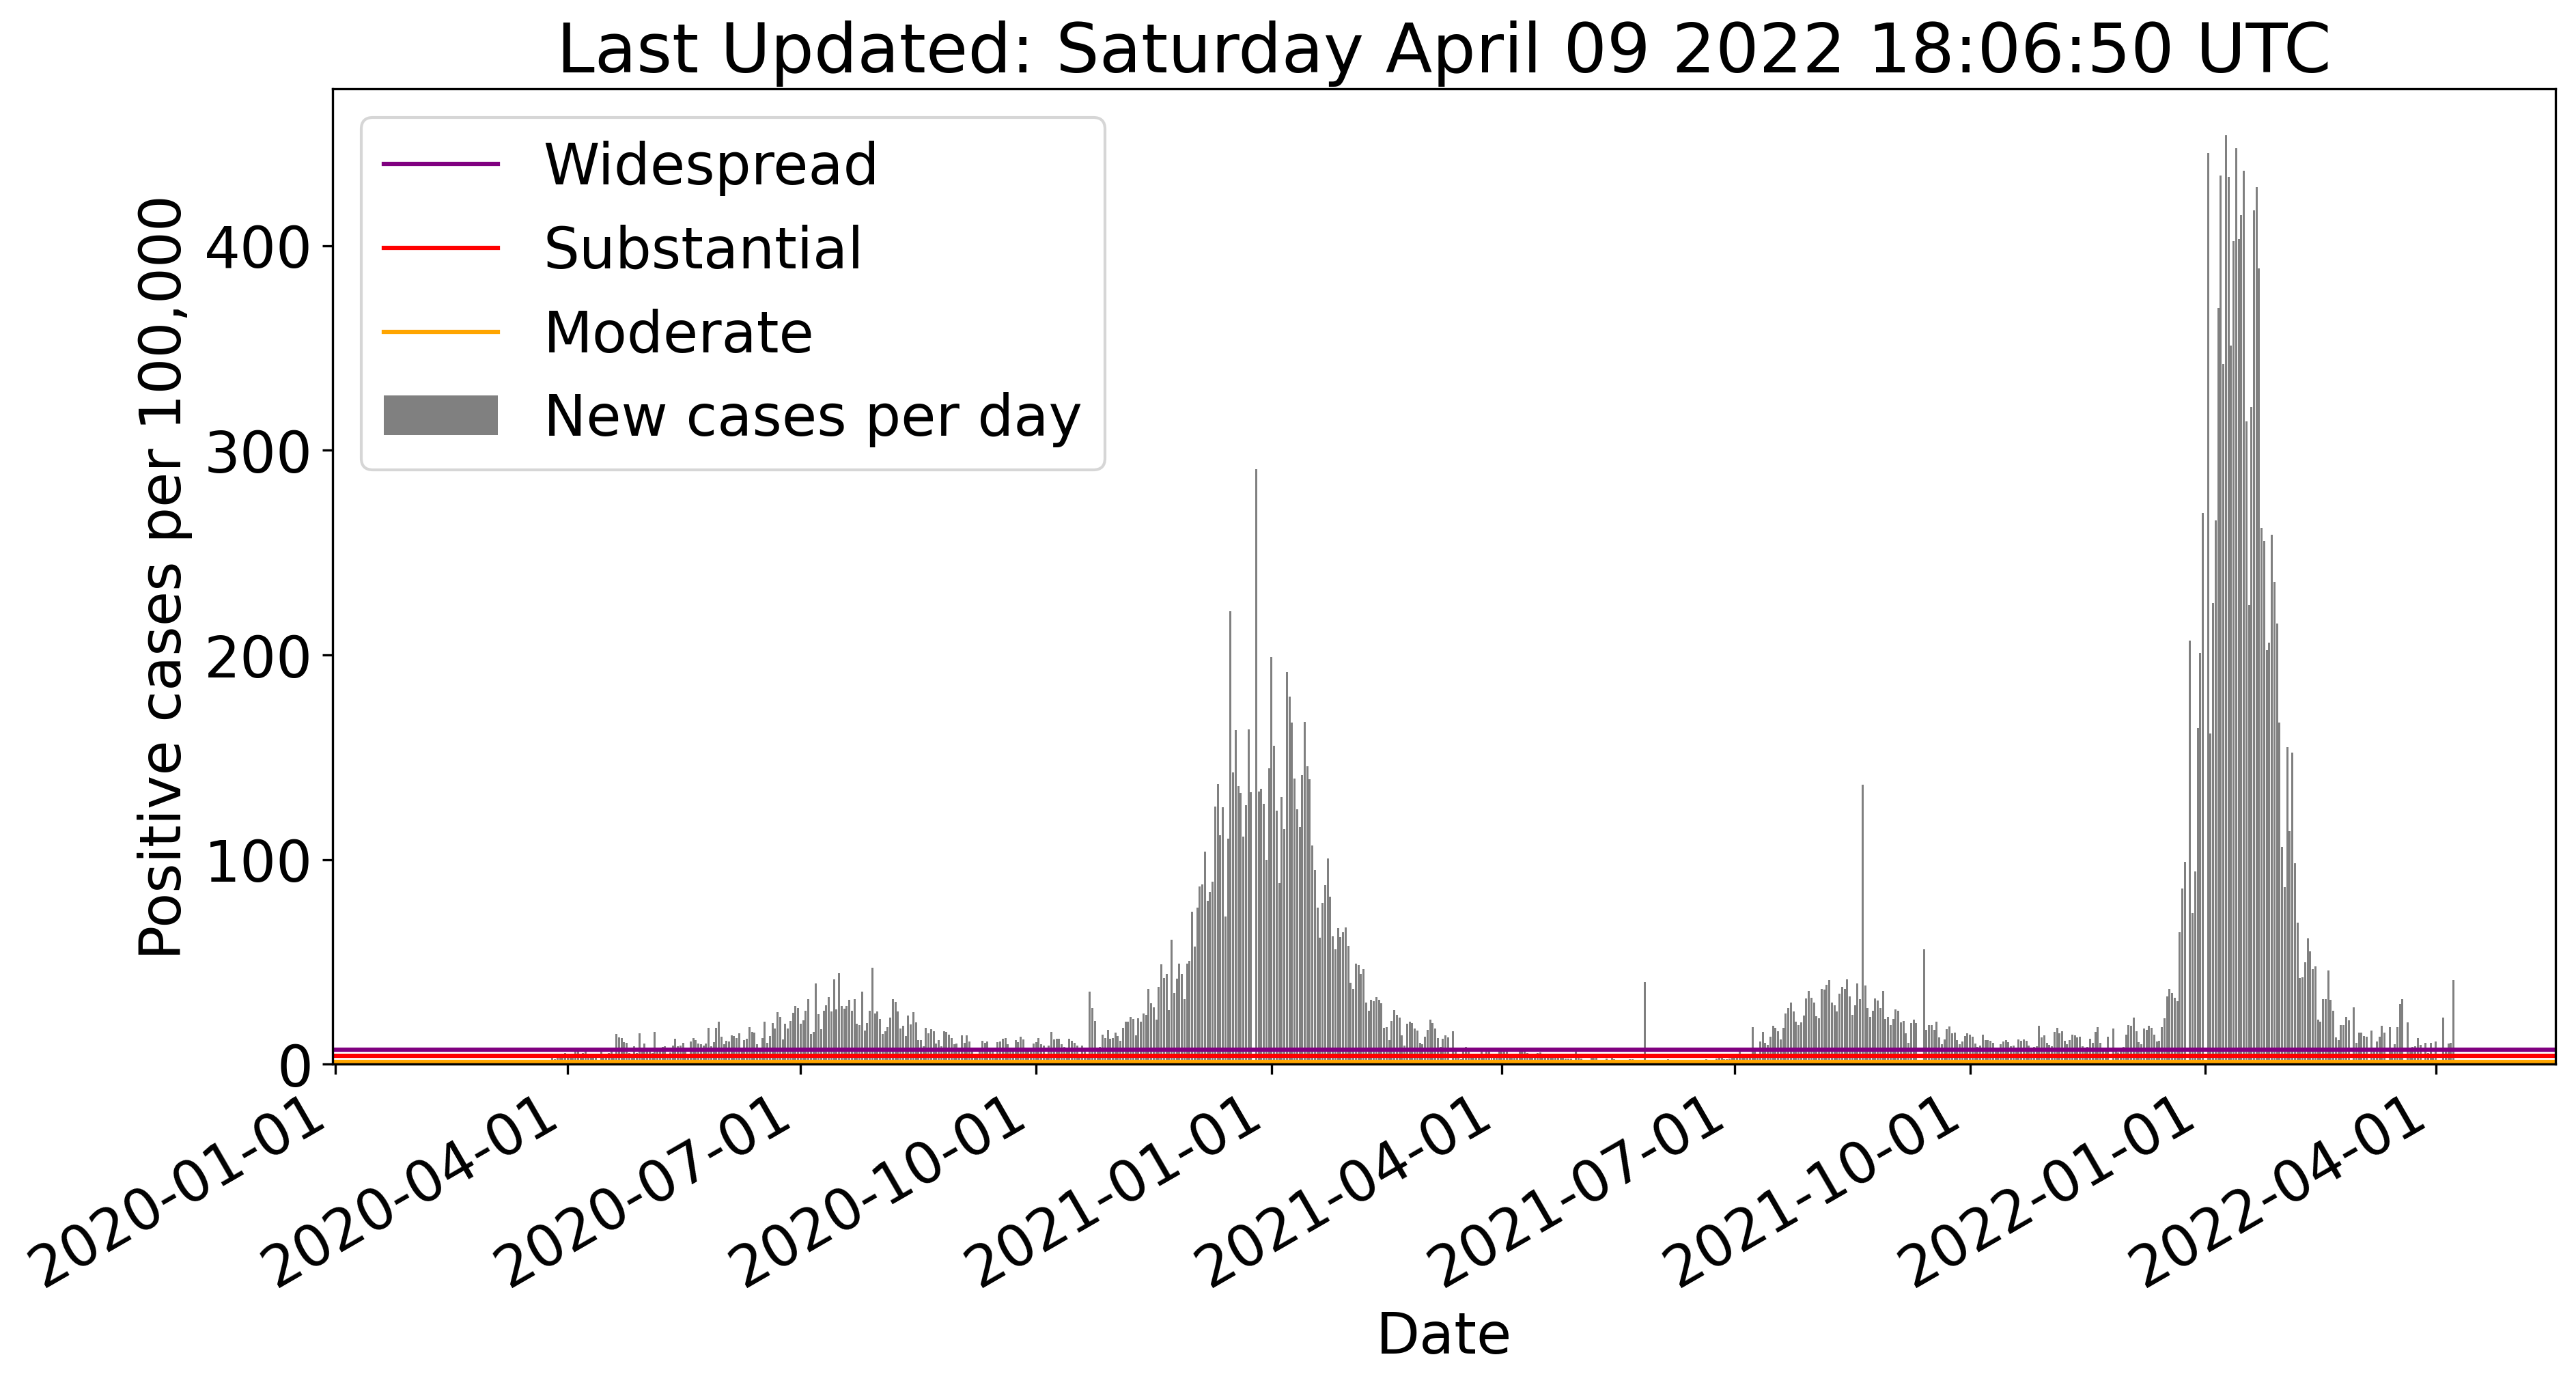 Last Updated: Saturday April 09 2022 18:06:50 UTC
Widespread
Substantial
Moderate
New cases per day
Positive cases per 100,000
400
300
200
100
0
2020-01-01
2020-04-01
2020-07-01
2020-10-01
2021-01-01
2021-04-01
2021-07-01
2021-10-01
2022-01-01
2022-04-01
Date